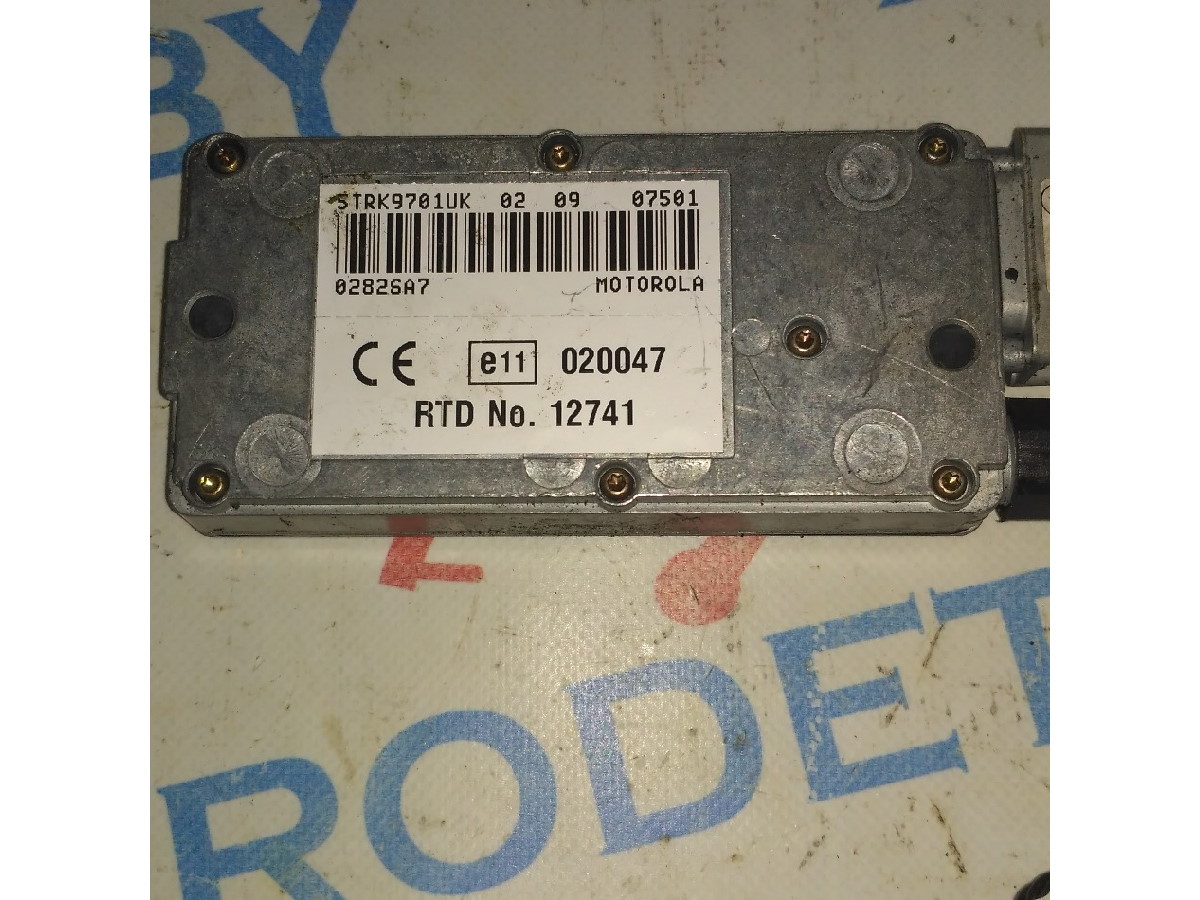 BY
STRK9701UK 02 09 07501
0282SA7 MOTOROLA
CE e11 020047
RTD No. 12741
RODET